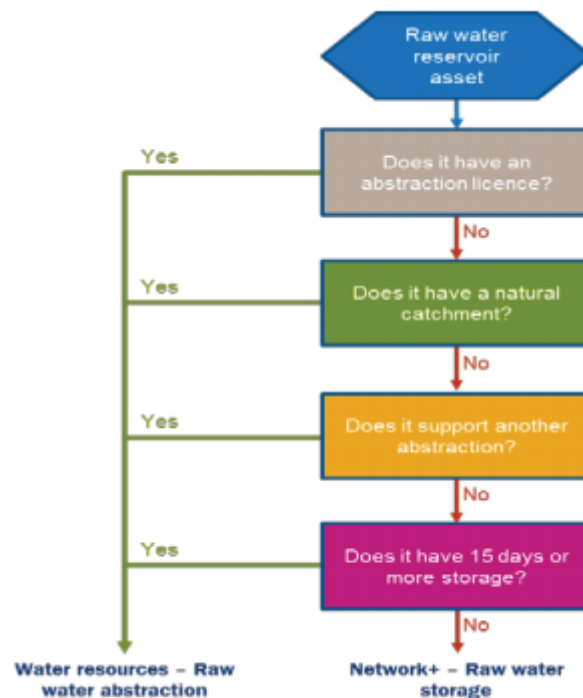 Raw water
reservoir
asset
Yes
Does it have an
abstraction licence?
No
Yes
Does it have a natural
catchment?
No
Yes
Does it support another
abstraction?
No
Yes
Does it have 15 days or
more storage?
No
Water resources – Raw
water abstraction
Network+ – Raw water
storage